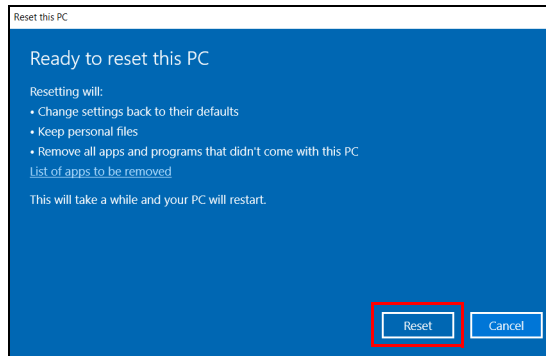 Reset this PC
Ready to reset this PC
Resetting will:
• Change settings back to their defaults
• Keep personal files
• Remove all apps and programs that didn't come with this PC
List of apps to be removed
This will take a while and your PC will restart.
Reset
Cancel